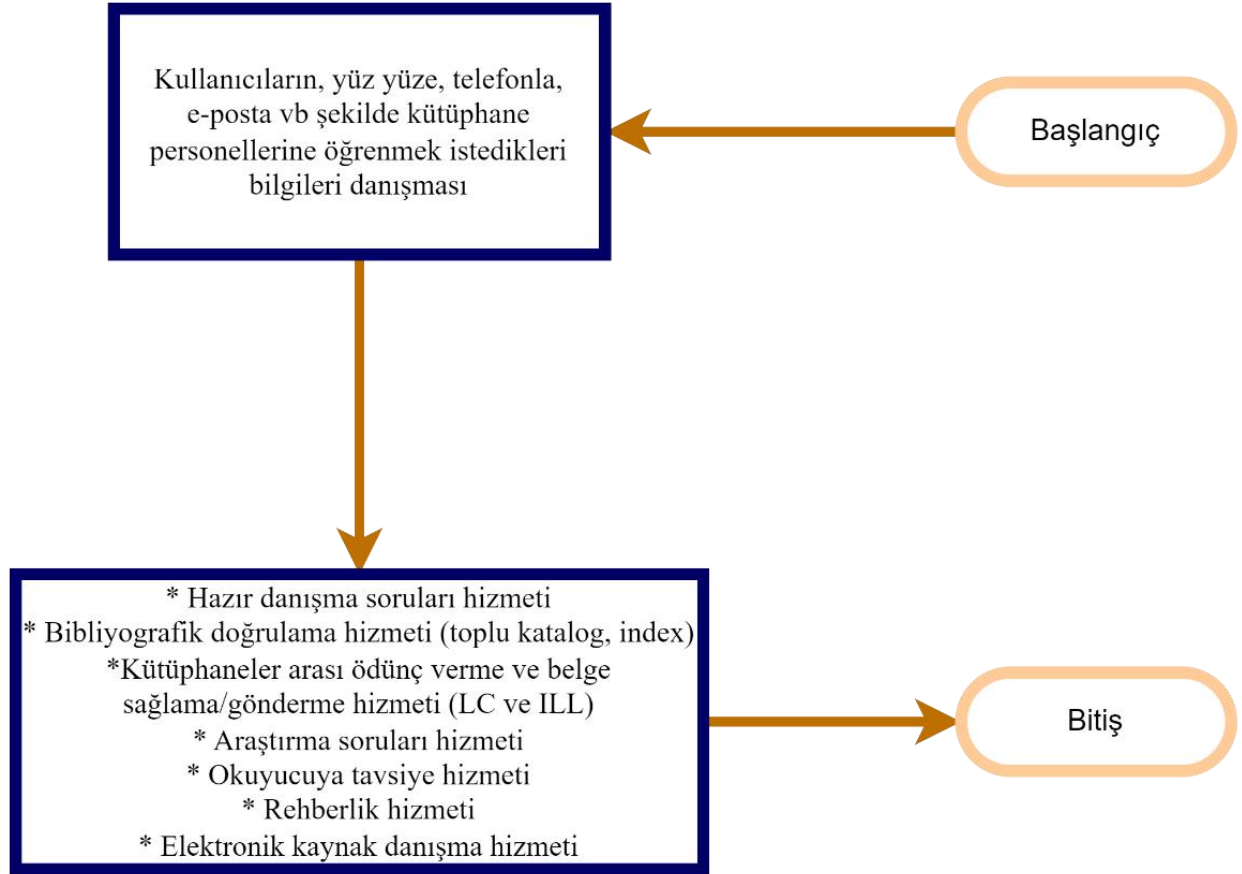 Başlangıç
Kullanıcıların, yüz yüze, telefonla,
e-posta vb şekilde kütüphane
personellerine öğrenmek istedikleri
bilgileri danışması
* Hazır danışma soruları hizmeti
* Bibliyografik doğrulama hizmeti (toplu katalog, index)
*Kütüphaneler arası ödünç verme ve belge
sağlama/gönderme hizmeti (LC ve ILL)
* Araştırma soruları hizmeti
* Okuyucuya tavsiye hizmeti
* Rehberlik hizmeti
* Elektronik kaynak danışma hizmeti
Bitiş